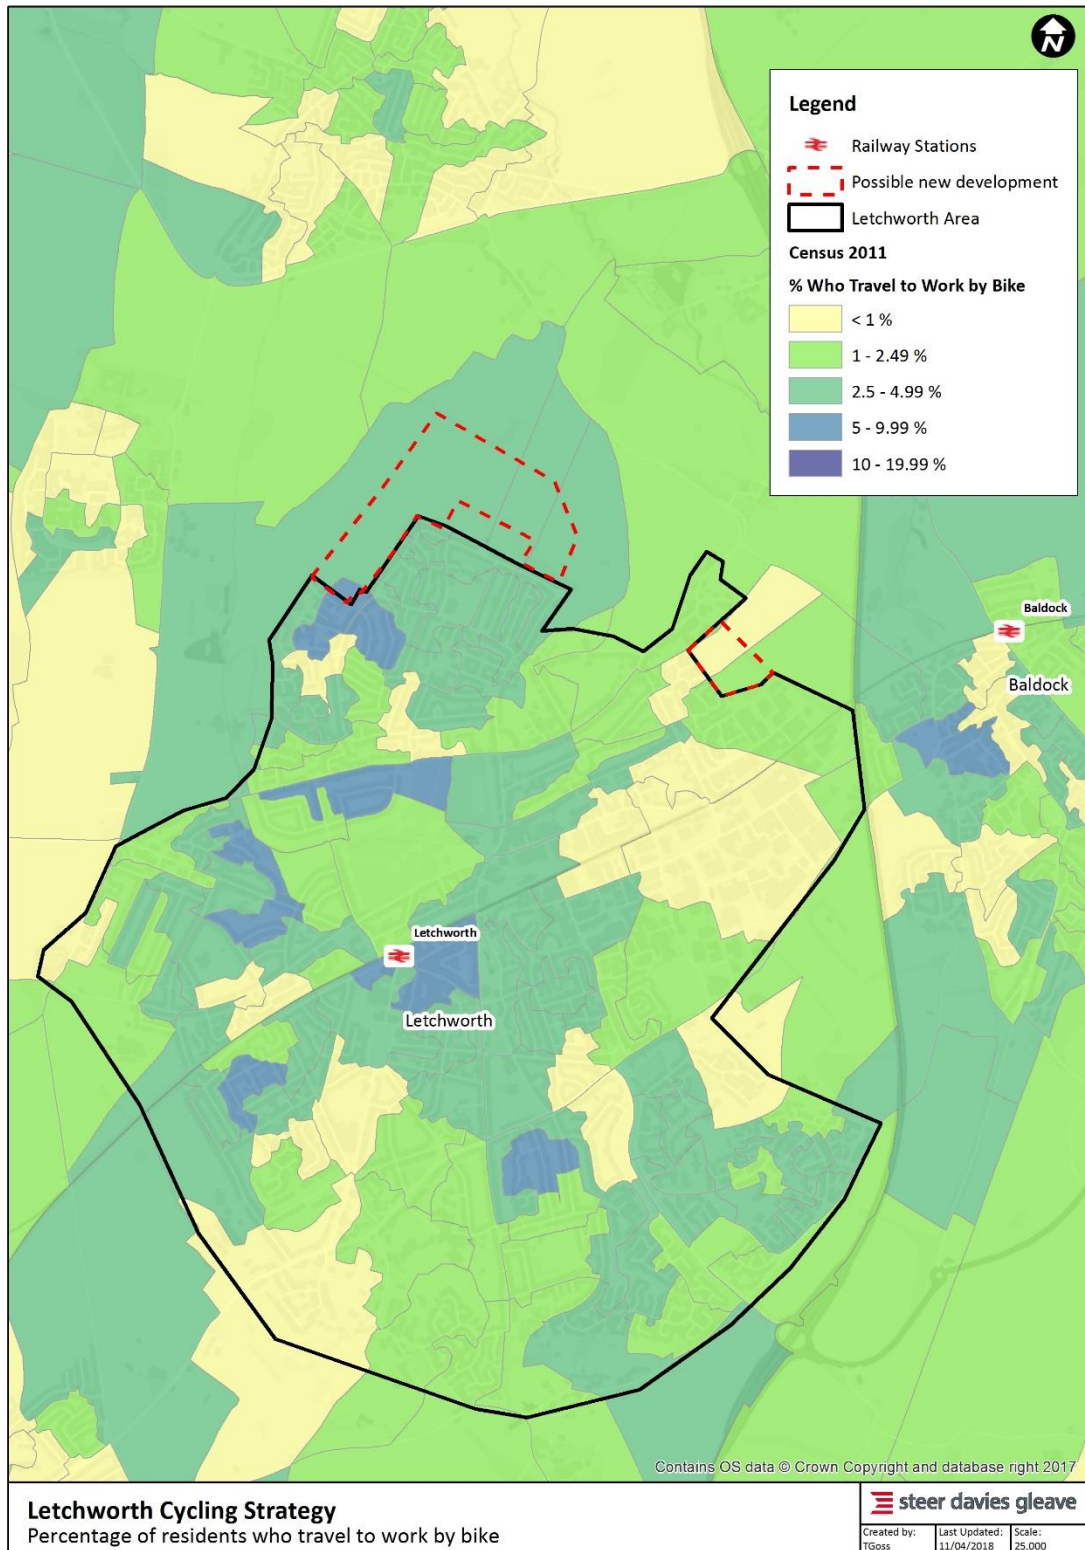 N
Legend
Railway Stations
Possible new development
Letchworth Area
Census 2011
% Who Travel to Work by Bike
< 1 %
1 - 2.49 %
2.5 - 4.99 %
5 - 9.99 %
10 - 19.99 %
Baldock
Baldock
Letchworth
Letchworth
Contains OS data © Crown Copyright and database right 2017
Letchworth Cycling Strategy
Percentage of residents who travel to work by bike
steer davies gleave
Created by: Last Updated: Scale:
TGoss 11/04/2018 25.000